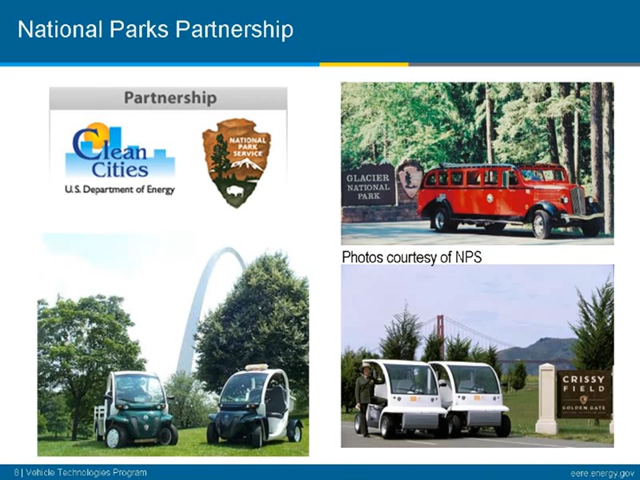 National Parks Partnership
Partnership
Clean
Cities
U.S. Department of Energy
NATIONAL
PARK
SERVICE
GLACIER
NATIONAL
PARK
Photos courtesy of NPS
CRISSY
FIELD
GOLDEN GATE
8 | Vehicle Technologies Program
eere.energy.gov